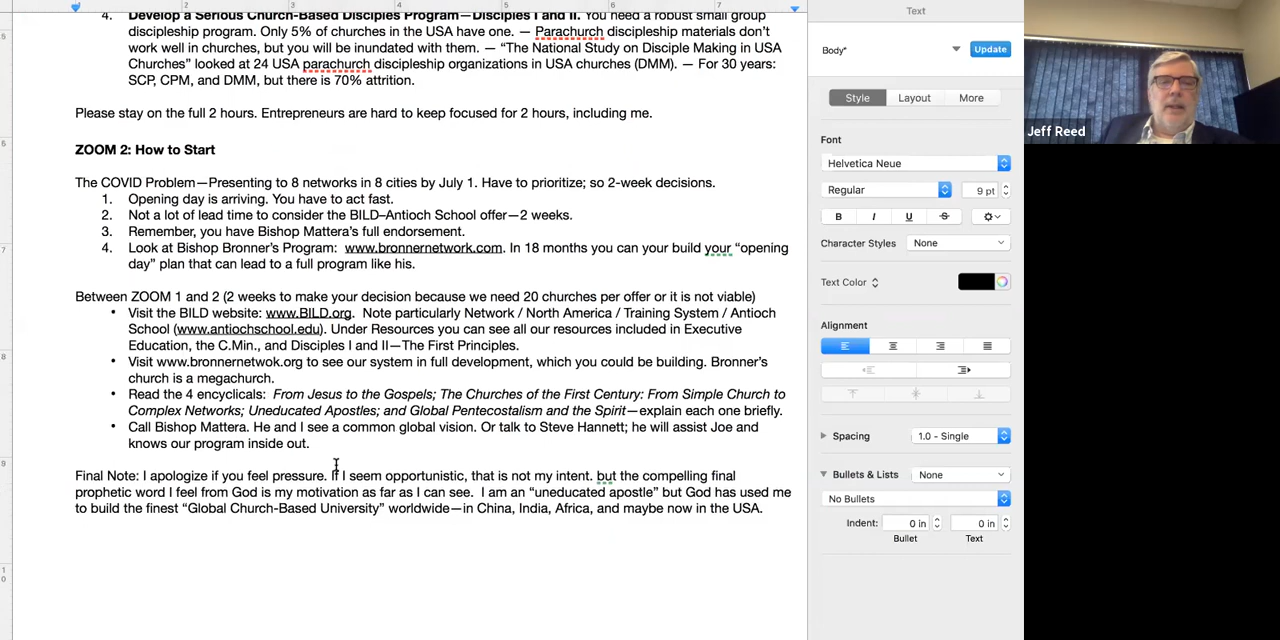 Text
2 3 4 5 6 7
4. Develop a Serious Church-Based Disciples Program—Disciples I and II. You need a robust small group
discipleship program. Only 5% of churches in the USA have one. — Parachurch discipleship materials don't
work well in churches, but you will be inundated with them. — “The National Study on Disciple Making in USA
Churches” looked at 24 USA parachurch discipleship organizations in USA churches (DMM). — For 30 years:
SCP, CPM, and DMM, but there is 70% attrition.
Please stay on the full 2 hours. Entrepreneurs are hard to keep focused for 2 hours, including me.
ZOOM 2: How to Start
The COVID Problem—Presenting to 8 networks in 8 cities by July 1. Have to prioritize; so 2-week decisions.
1. Opening day is arriving. You have to act fast.
2. Not a lot of lead time to consider the BILD–Antioch School offer—2 weeks.
3. Remember, you have Bishop Mattera's full endorsement.
4. Look at Bishop Bronner's Program: www.bronnernetwork.com. In 18 months you can your build your “opening
day” plan that can lead to a full program like his.
Between ZOOM 1 and 2 (2 weeks to make your decision because we need 20 churches per offer or it is not viable)
• Visit the BILD website: www.BILD.org. Note particularly Network / North America / Training System / Antioch
School (www.antiochschool.edu). Under Resources you can see all our resources included in Executive
Education, the C.Min., and Disciples I and II—The First Principles.
• Visit www.bronnernetwok.org to see our system in full development, which you could be building. Bronner's
church is a megachurch.
• Read the 4 encyclicals: From Jesus to the Gospels; The Churches of the First Century: From Simple Church to
Complex Networks; Uneducated Apostles; and Global Pentecostalism and the Spirit—explain each one briefly.
• Call Bishop Mattera. He and I see a common global vision. Or talk to Steve Hannett; he will assist Joe and
knows our program inside out.
Final Note: I apologize if you feel pressure. If I seem opportunistic, that is not my intent. but the compelling final
prophetic word I feel from God is my motivation as far as I can see. I am an “uneducated apostle” but God has used me
to build the finest “Global Church-Based University” worldwide—in China, India, Africa, and maybe now in the USA.
5
6
7
8
9
10
Body*
Update
Style Layout More
Font
Helvetica Neue
Regular 9 pt
B I U S
Character Styles None
Text Color
Alignment
Spacing 1.0 - Single
Bullets & Lists None
No Bullets
Indent: 0 in 0 in
Bullet Text
Jeff Reed